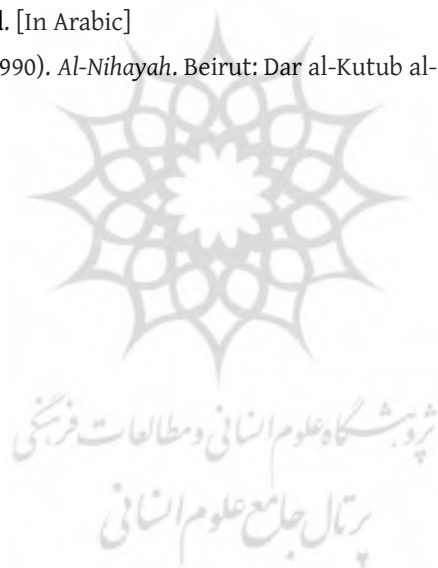 d. [In Arabic]
990). Al-Nihayah. Beirut: Dar al-Kutub al-
پژوهشگاه علوم انسانی و مطالعات فرهنگی
پرتال جامع علوم انسانی